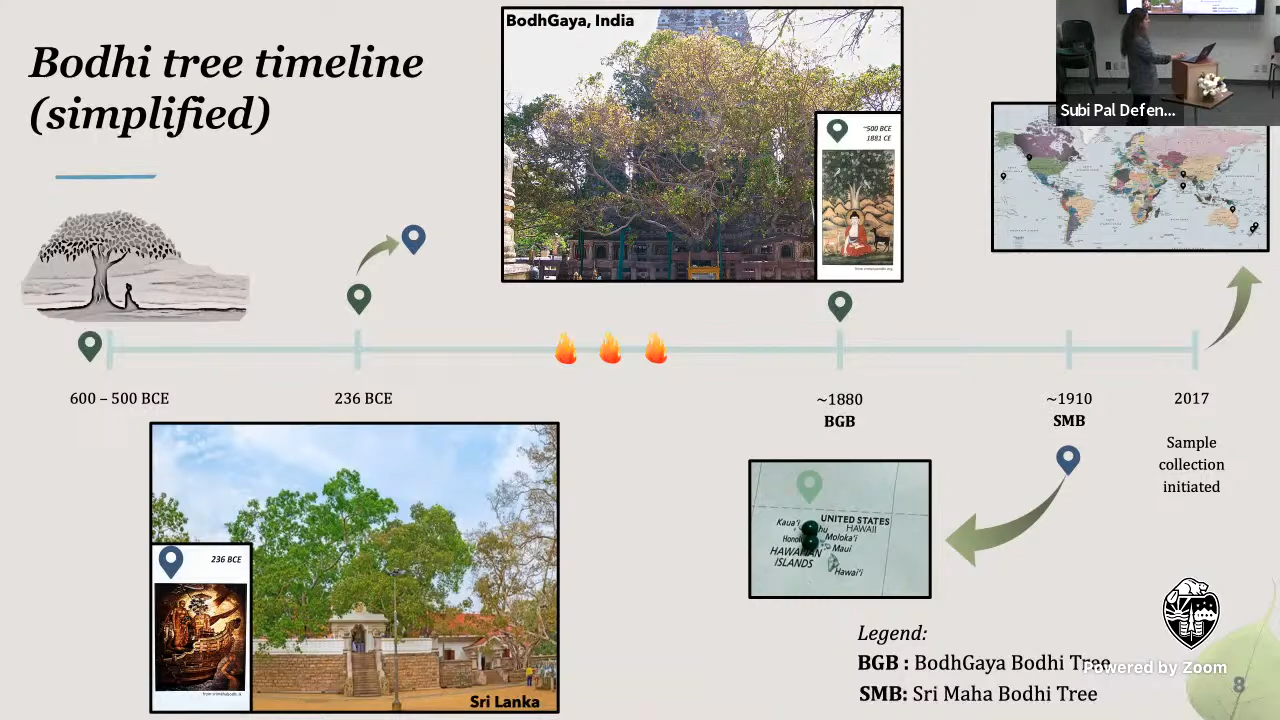 Bodhi tree timeline
(simplified)
BodhGaya, India
~500 BCE
1881 CE
Subi Pal Defen...
600 – 500 BCE
236 BCE
~1880
BGB
~1910
SMB
2017
Sample
collection
initiated
236 BCE
Sri Lanka
Kaua'i
UNITED STATES
HAWAII
Moloka'i
Maui
HAWAIIAN
ISLANDS
Hawai'i
Legend:
BGB : BodhGaya Bodhi Tree
SMB: Sri Maha Bodhi Tree
Powered by Zoom
8